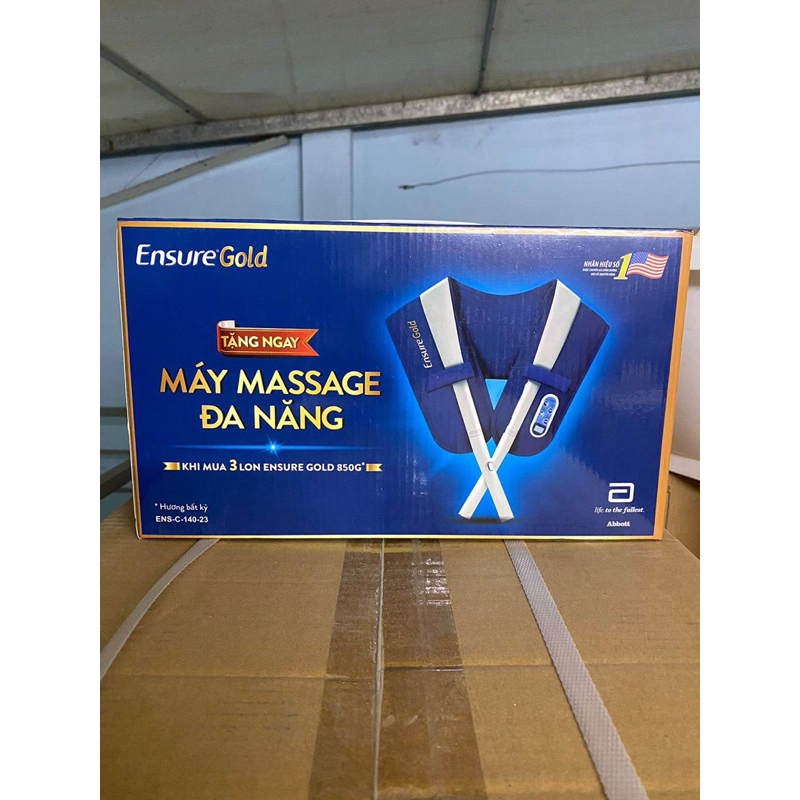 Ensure® Gold
NHÃN HIỆU SỐ 1
TẶNG NGAY
MÁY MASSAGE
ĐA NĂNG
KHI MUA 3 LON ENSURE GOLD 850G*
* Hương bất kỳ
ENS-C-140-23
Ensure Gold
life. to the fullest.
Abbott